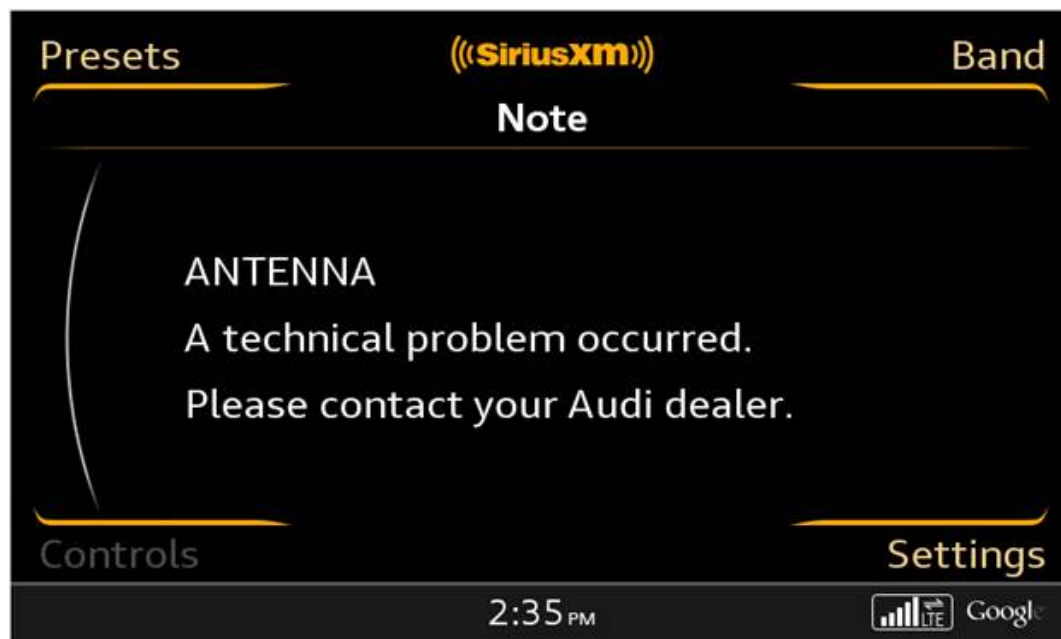 Presets
SiriusXM
Band
Note
ANTENNA
A technical problem occurred.
Please contact your Audi dealer.
Controls
Settings
2:35 PM
LTE
Googl